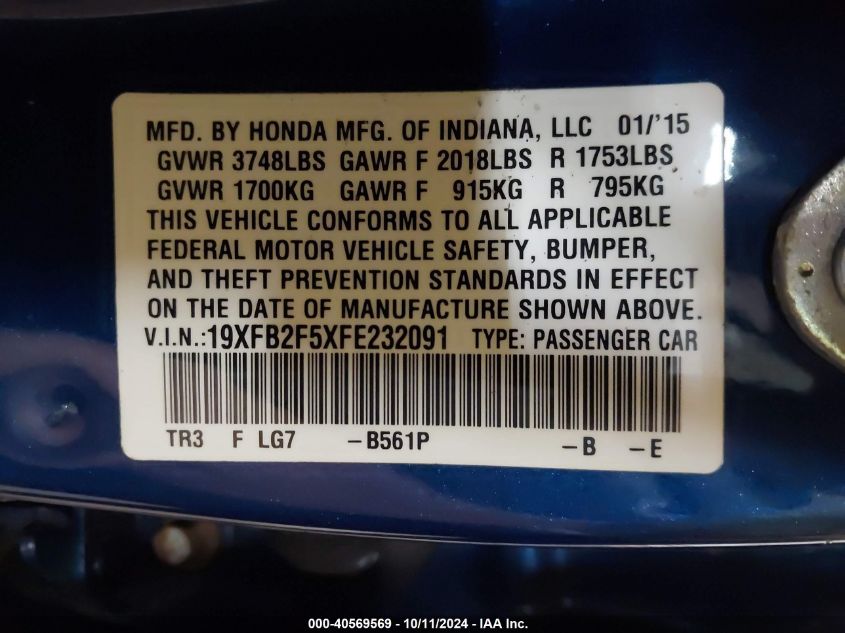 MFD. BY HONDA MFG. OF INDIANA, LLC 01/'15
GVWR 3748LBS GAWR F 2018LBS R 1753LBS
GVWR 1700KG GAWR F 915KG R 795KG
THIS VEHICLE CONFORMS TO ALL APPLICABLE
FEDERAL MOTOR VEHICLE SAFETY, BUMPER,
AND THEFT PREVENTION STANDARDS IN EFFECT
ON THE DATE OF MANUFACTURE SHOWN ABOVE.
V.I.N.:19XFB2F5XFE232091 TYPE: PASSENGER CAR
TR3 F LG7 –B561P –B –E
000-40569569 - 10/11/2024 - IAA Inc.